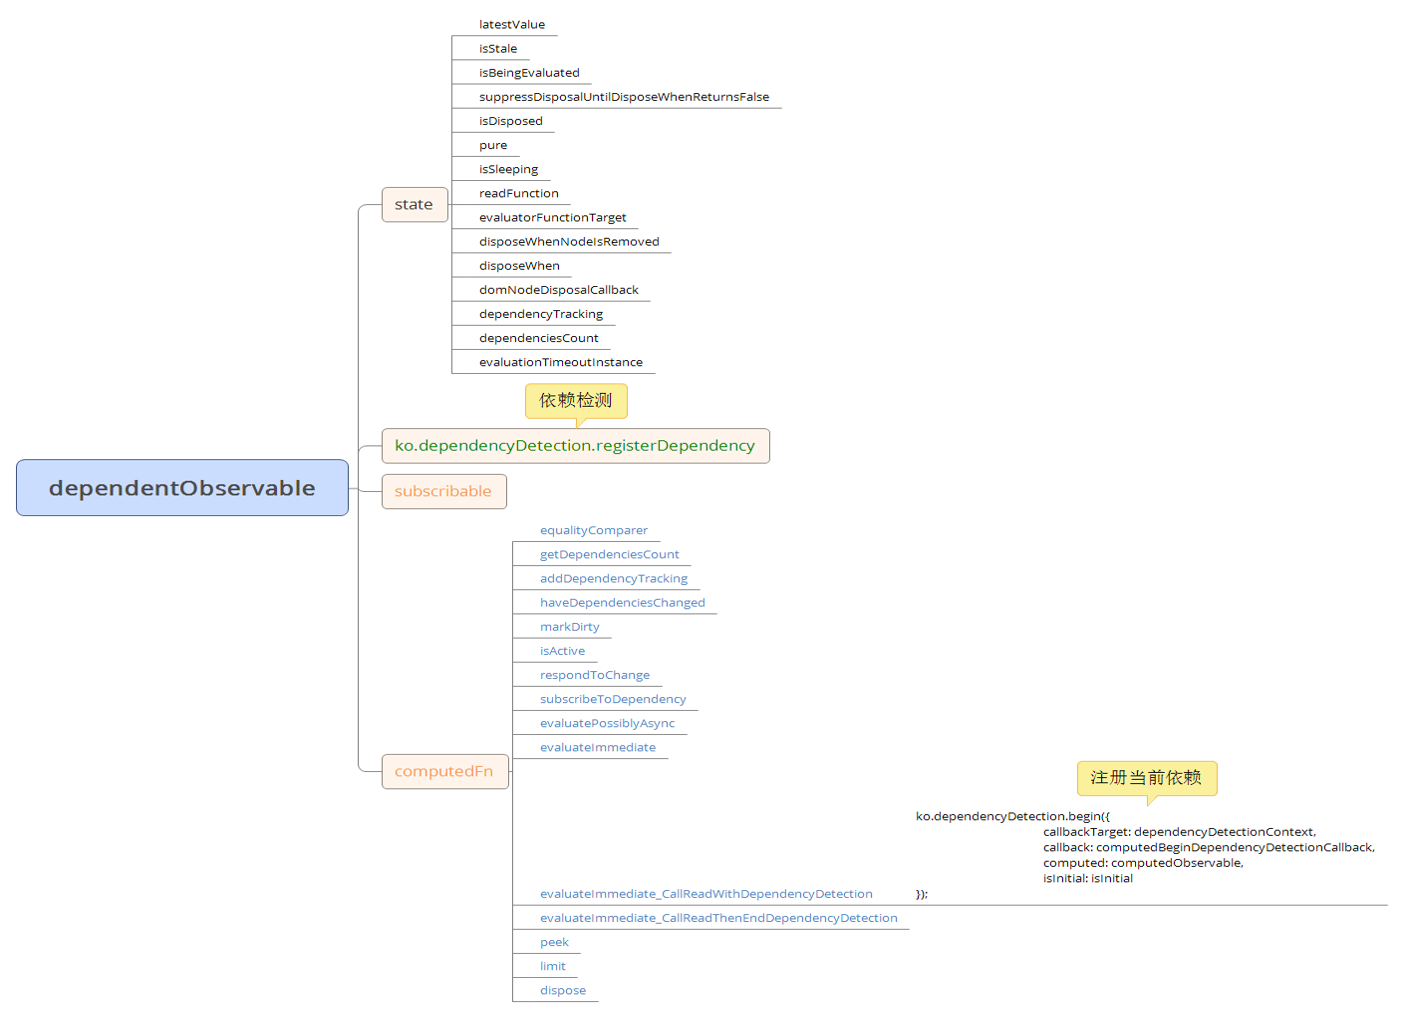 latestValue
isStale
isBeingEvaluated
suppressDisposalUntilDisposeWhenReturnsFalse
isDisposed
pure
isSleeping
readFunction
state
evaluatorFunctionTarget
disposeWhenNodeIsRemoved
disposeWhen
domNodeDisposalCallback
dependencyTracking
dependenciesCount
evaluationTimeoutInstance
依赖检测
ko.dependencyDetection.registerDependency
dependentObservable
subscribable
equalityComparer
getDependenciesCount
addDependencyTracking
haveDependenciesChanged
markDirty
isActive
respondToChange
subscribeToDependency
evaluatePossiblyAsync
evaluateImmediate
computedFn
注册当前依赖
ko.dependencyDetection.begin({
callbackTarget: dependencyDetectionContext,
callback: computedBeginDependencyDetectionCallback,
computed: computedObservable,
isInitial: isInitial
evaluateImmediate_CallReadWithDependencyDetection });
evaluateImmediate_CallReadThenEndDependencyDetection
peek
limit
dispose